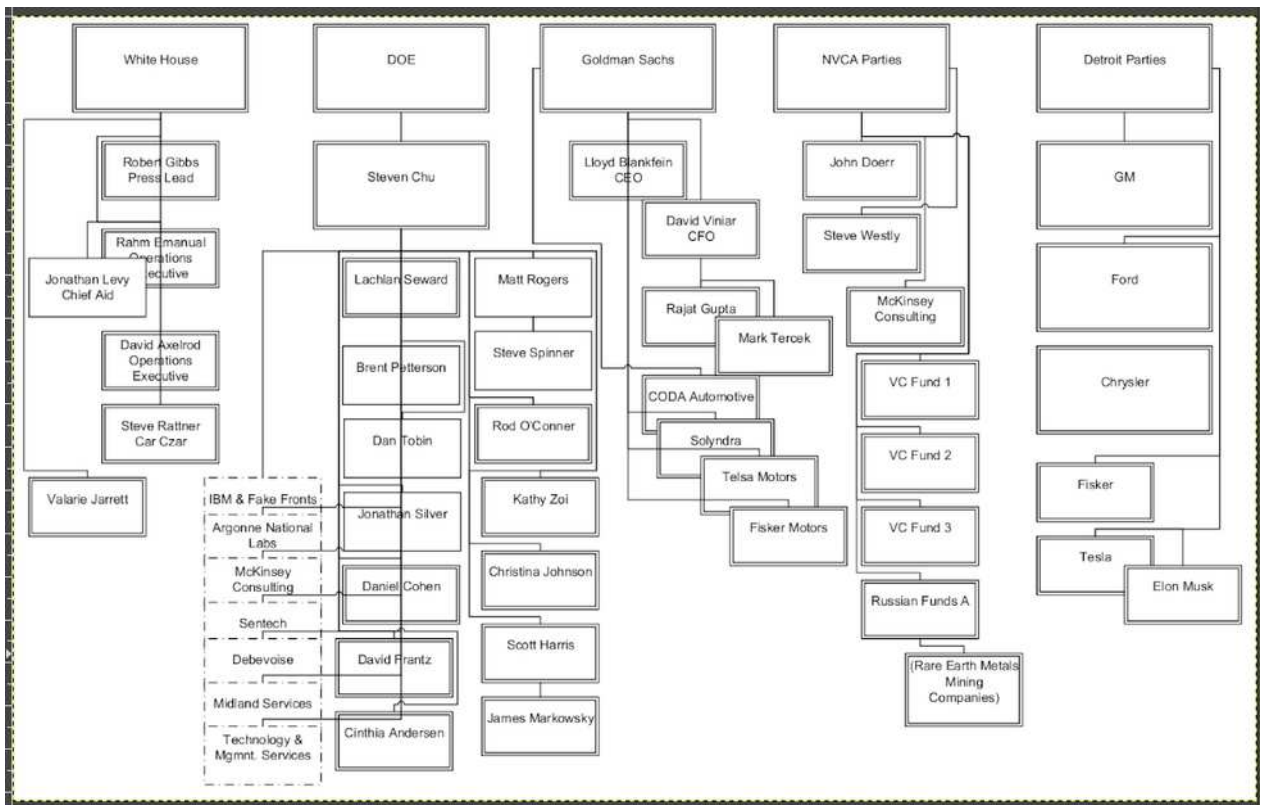 White House
DOE
Goldman Sachs
NVCA Parties
Detroit Parties
Robert Gibbs
Press Lead
Steven Chu
Lloyd Blankfein
CEO
John Doerr
GM
David Viniar
CFO
Steve Westly
Rahm Emanual
Operations
Executive
Jonathan Levy
Chief Aid
Lachlan Seward
Matt Rogers
Rajat Gupta
Mark Tercek
McKinsey
Consulting
Ford
David Axelrod
Operations
Executive
Brent Petterson
Steve Spinner
CODA Automotive
VC Fund 1
Chrysler
Steve Rattner
Car Czar
Dan Tobin
Rod O'Conner
Solyndra
VC Fund 2
Valarie Jarrett
IBM & Fake Fronts
Jonathan Silver
Kathy Zoi
Telsa Motors
Fisker Motors
VC Fund 3
Fisker
Argonne National
Labs
McKinsey
Consulting
Daniel Cohen
Christina Johnson
Russian Funds A
Tesla
Elon Musk
Sentech
Debevoise
David Frantz
Scott Harris
(Rare Earth Metals
Mining
Companies)
Midland Services
Technology &
Mgmnt. Services
Cinthia Andersen
James Markowsky